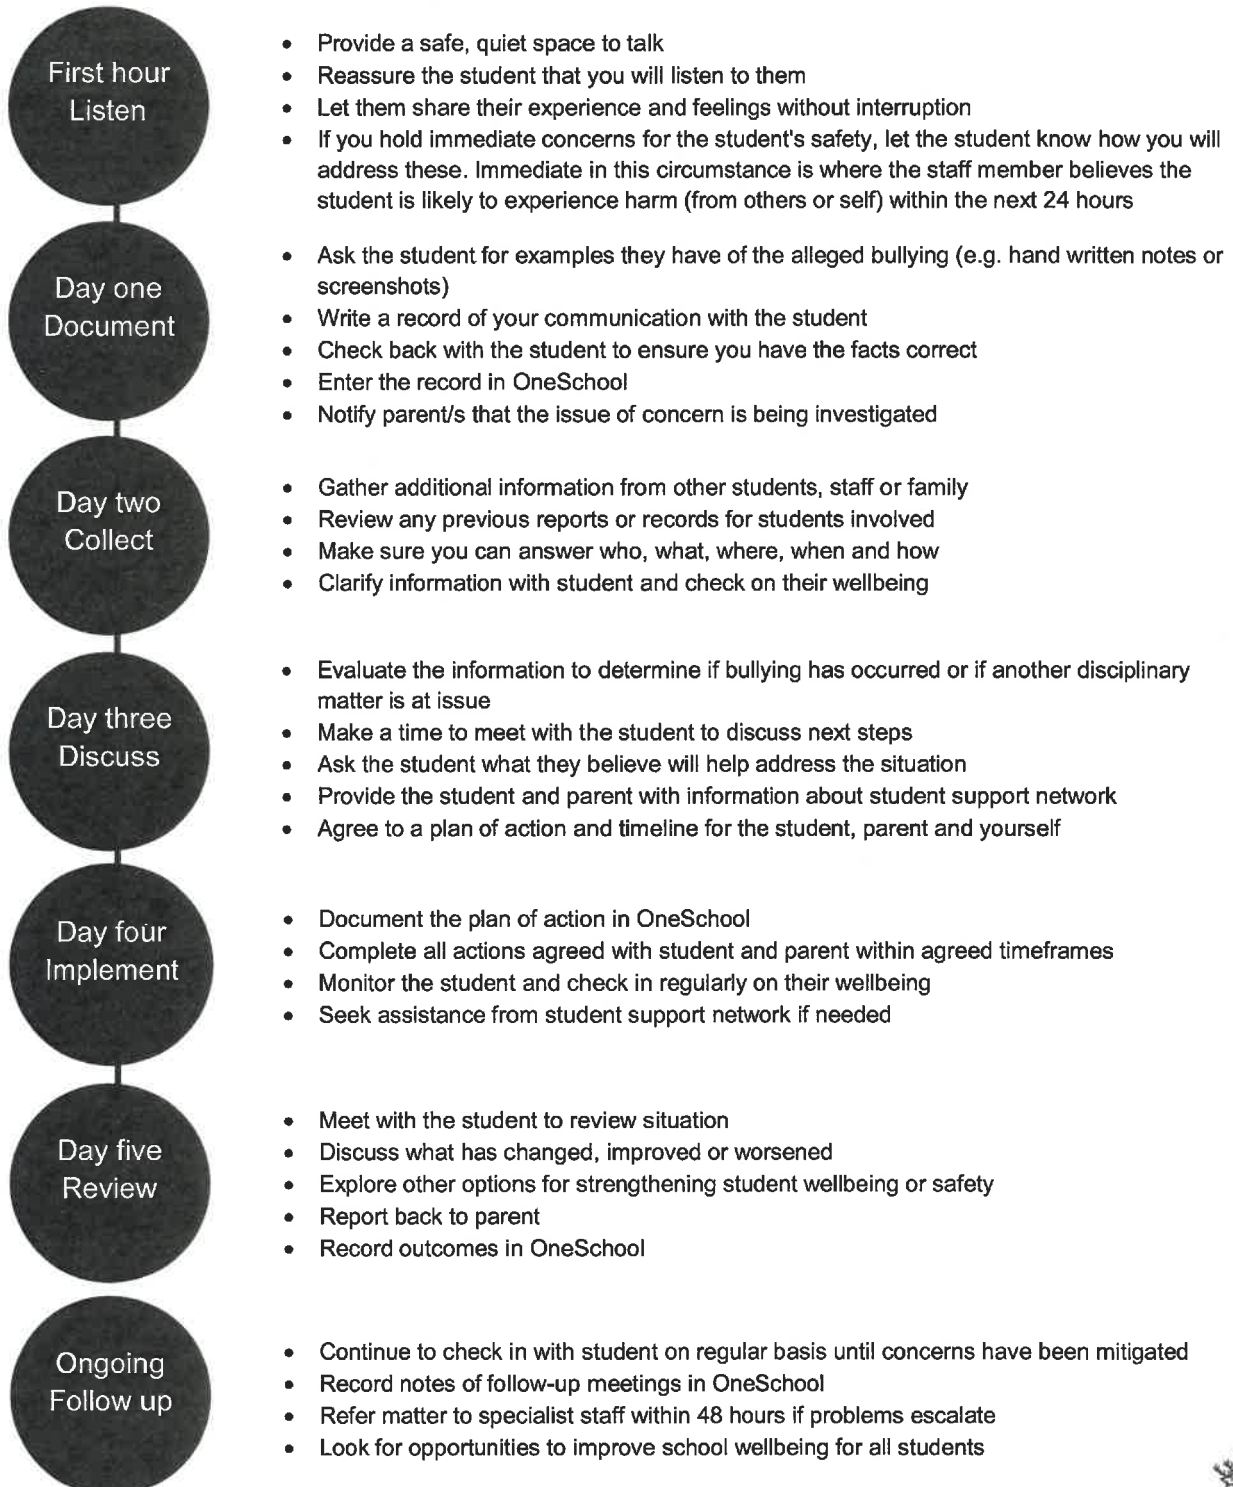 First hour
Listen
• Provide a safe, quiet space to talk
• Reassure the student that you will listen to them
• Let them share their experience and feelings without interruption
• If you hold immediate concerns for the student's safety, let the student know how you will
address these. Immediate in this circumstance is where the staff member believes the
student is likely to experience harm (from others or self) within the next 24 hours
Day one
Document
• Ask the student for examples they have of the alleged bullying (e.g. hand written notes or
screenshots)
• Write a record of your communication with the student
• Check back with the student to ensure you have the facts correct
• Enter the record in OneSchool
• Notify parent/s that the issue of concern is being investigated
Day two
Collect
• Gather additional information from other students, staff or family
• Review any previous reports or records for students involved
• Make sure you can answer who, what, where, when and how
• Clarify information with student and check on their wellbeing
Day three
Discuss
• Evaluate the information to determine if bullying has occurred or if another disciplinary
matter is at issue
• Make a time to meet with the student to discuss next steps
• Ask the student what they believe will help address the situation
• Provide the student and parent with information about student support network
• Agree to a plan of action and timeline for the student, parent and yourself
Day four
Implement
• Document the plan of action in OneSchool
• Complete all actions agreed with student and parent within agreed timeframes
• Monitor the student and check in regularly on their wellbeing
• Seek assistance from student support network if needed
Day five
Review
• Meet with the student to review situation
• Discuss what has changed, improved or worsened
• Explore other options for strengthening student wellbeing or safety
• Report back to parent
• Record outcomes in OneSchool
Ongoing
Follow up
• Continue to check in with student on regular basis until concerns have been mitigated
• Record notes of follow-up meetings in OneSchool
• Refer matter to specialist staff within 48 hours if problems escalate
• Look for opportunities to improve school wellbeing for all students